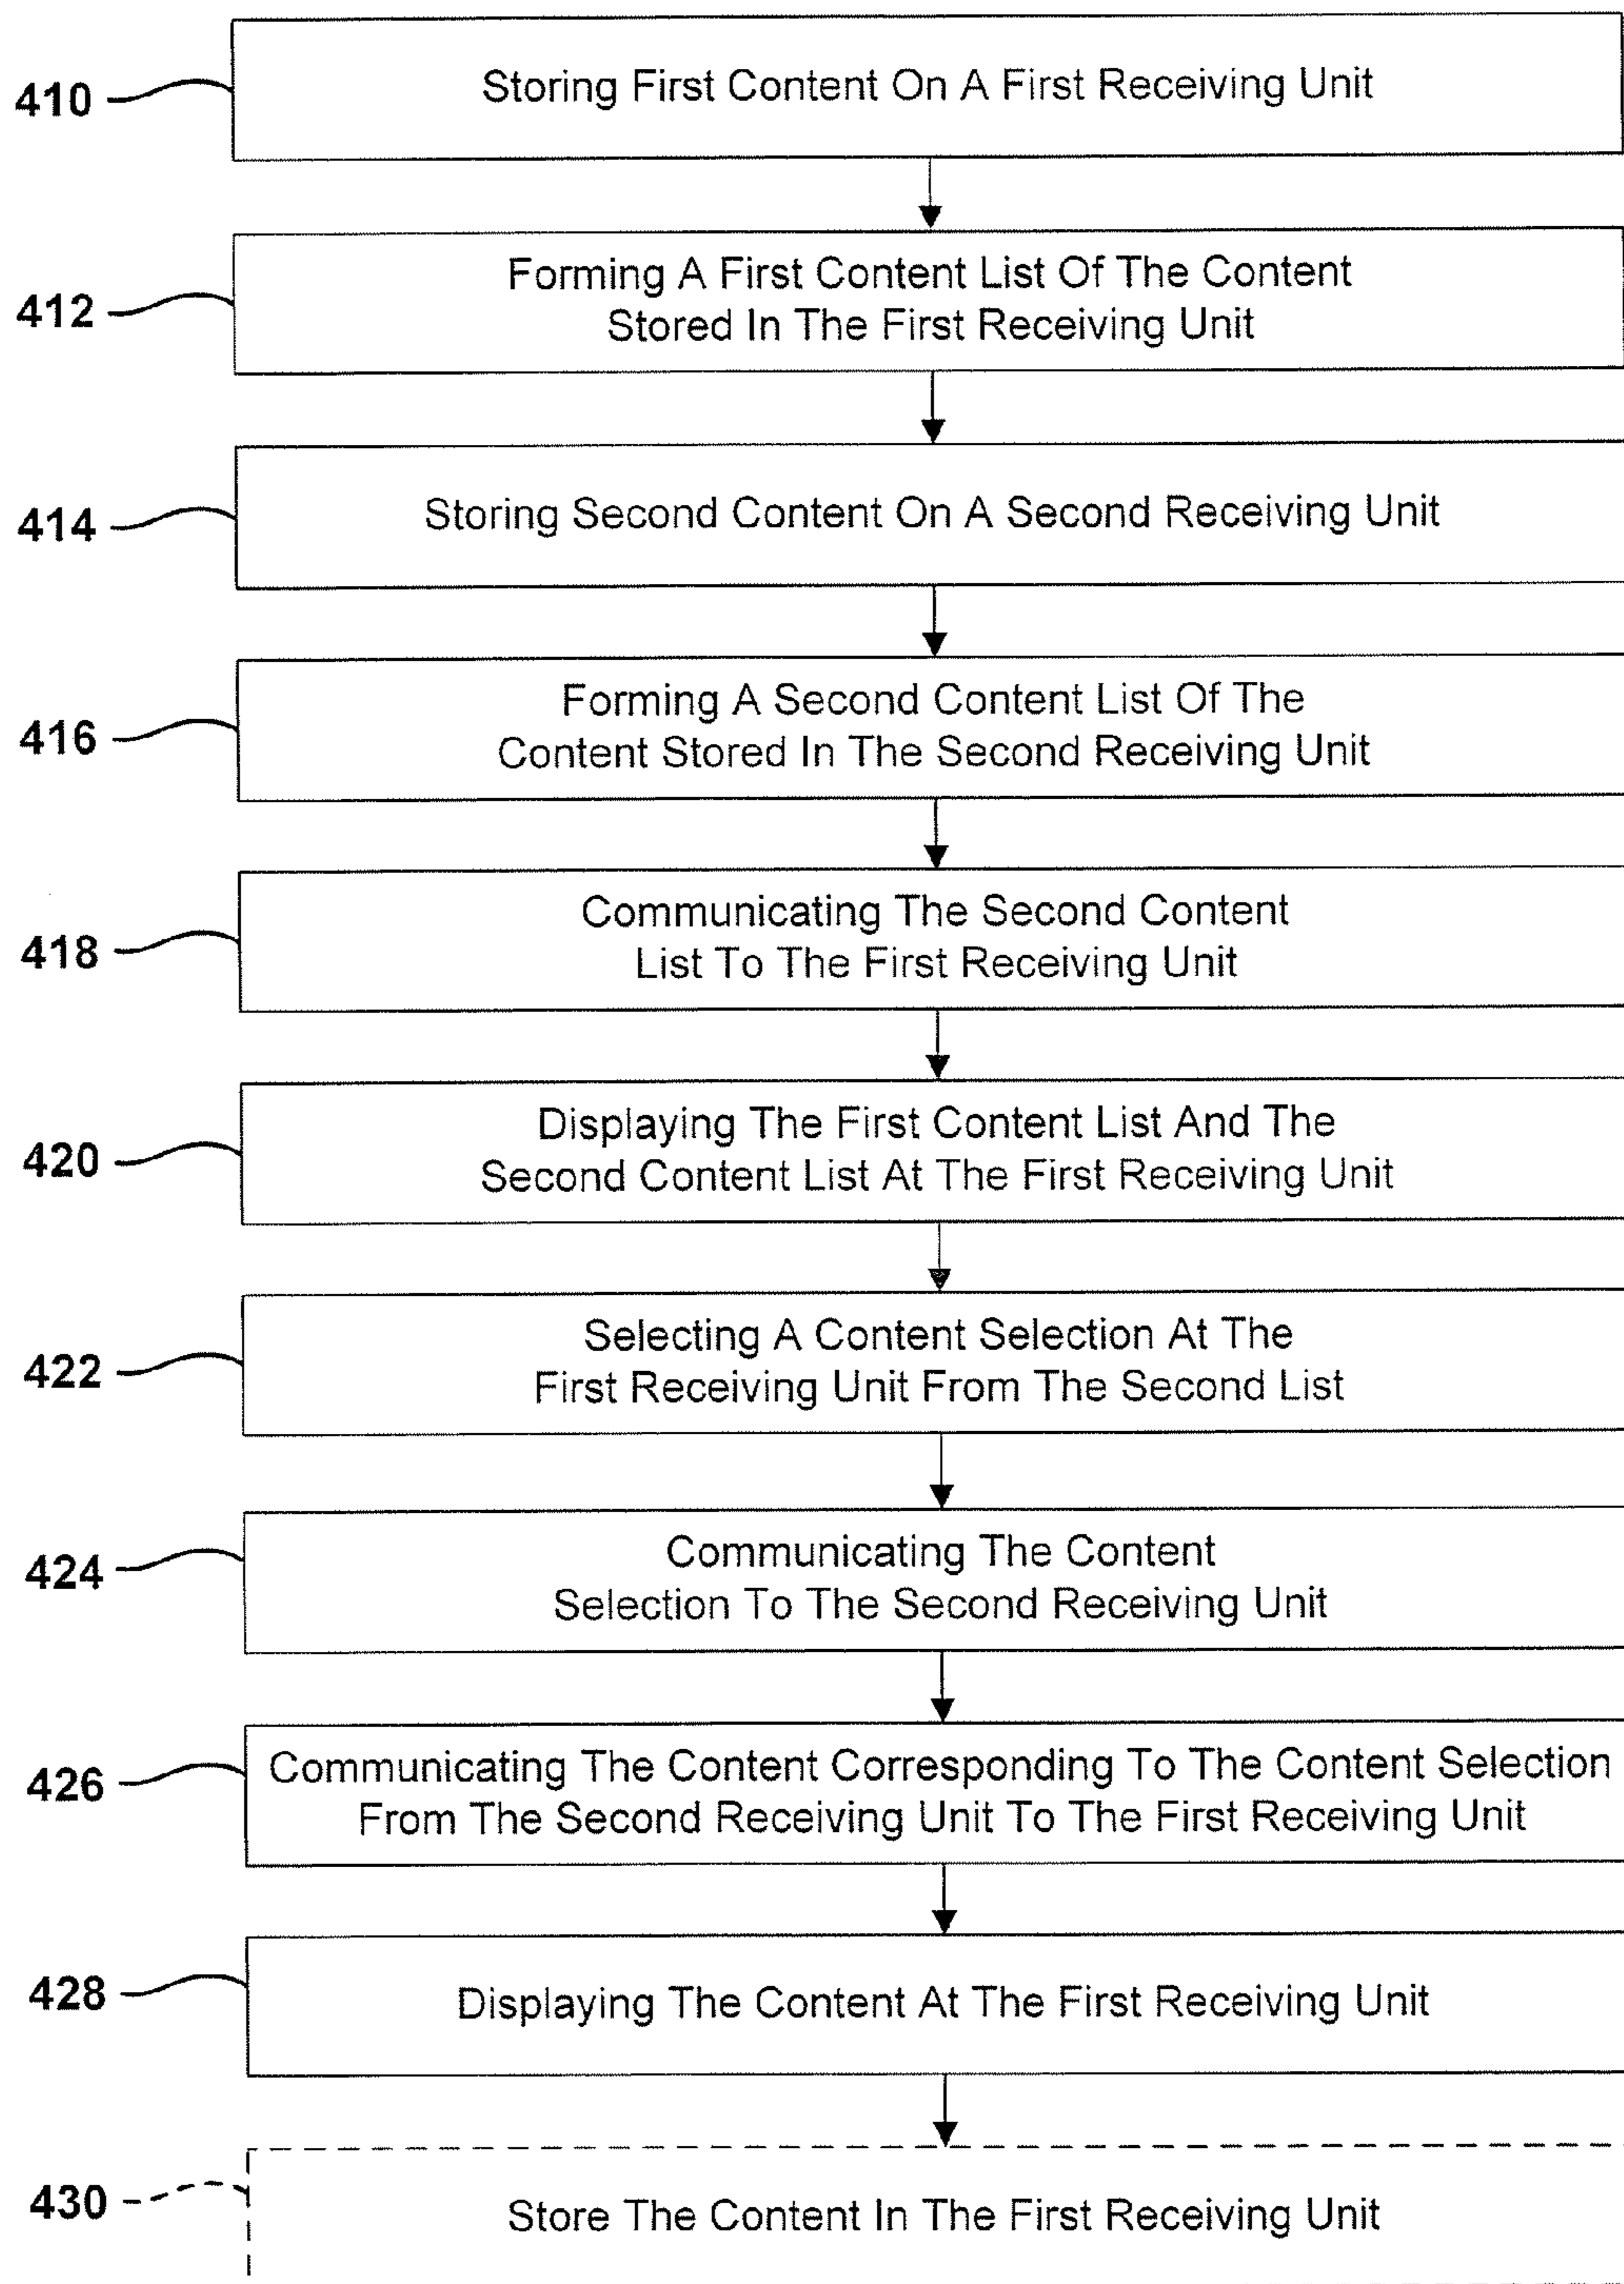 410
Storing First Content On A First Receiving Unit
412
Forming A First Content List Of The Content
Stored In The First Receiving Unit
414
Storing Second Content On A Second Receiving Unit
416
Forming A Second Content List Of The
Content Stored In The Second Receiving Unit
418
Communicating The Second Content
List To The First Receiving Unit
420
Displaying The First Content List And The
Second Content List At The First Receiving Unit
422
Selecting A Content Selection At The
First Receiving Unit From The Second List
424
Communicating The Content
Selection To The Second Receiving Unit
426
Communicating The Content Corresponding To The Content Selection
From The Second Receiving Unit To The First Receiving Unit
428
Displaying The Content At The First Receiving Unit
430
Store The Content In The First Receiving Unit